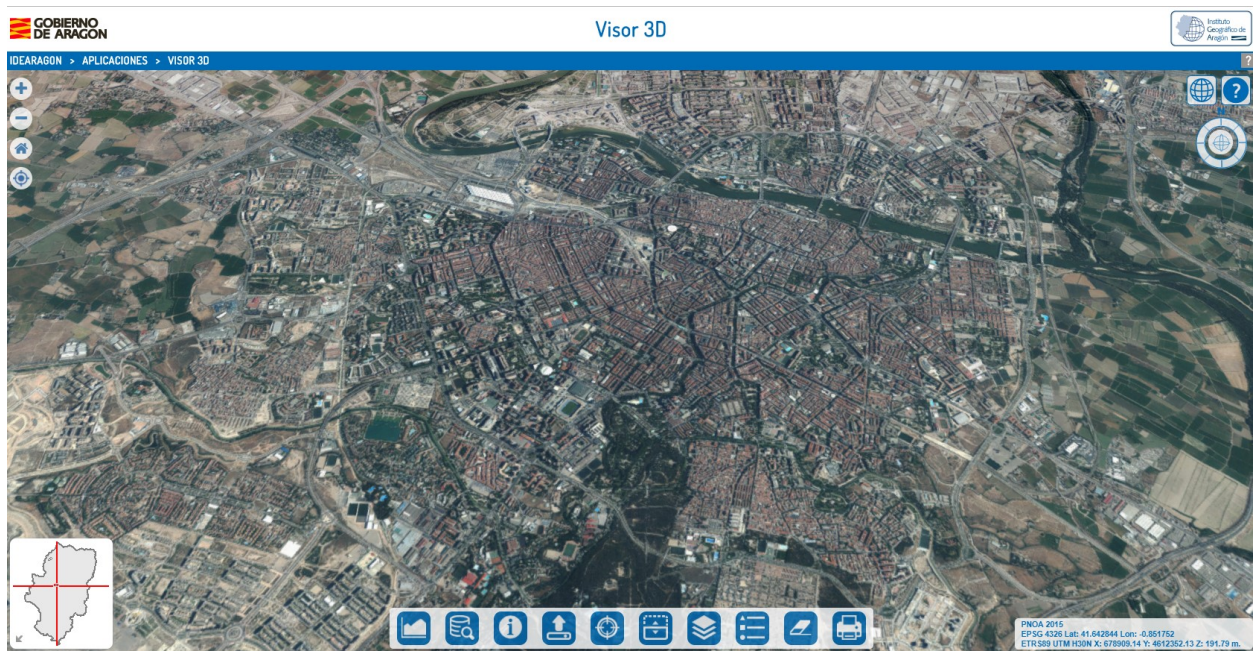 GOBIERNO
DE ARAGON
Visor 3D
Instituto
Geográfico de
Aragón
IDEARAGON > APLICACIONES > VISOR 3D
?
?
PNOA 2015
EPSG 4326 Lat: 41.642844 Lon: -0.851752
ETRS89 UTM H30N X: 678909.14 Y: 4612352.13 Z: 191.79 m.